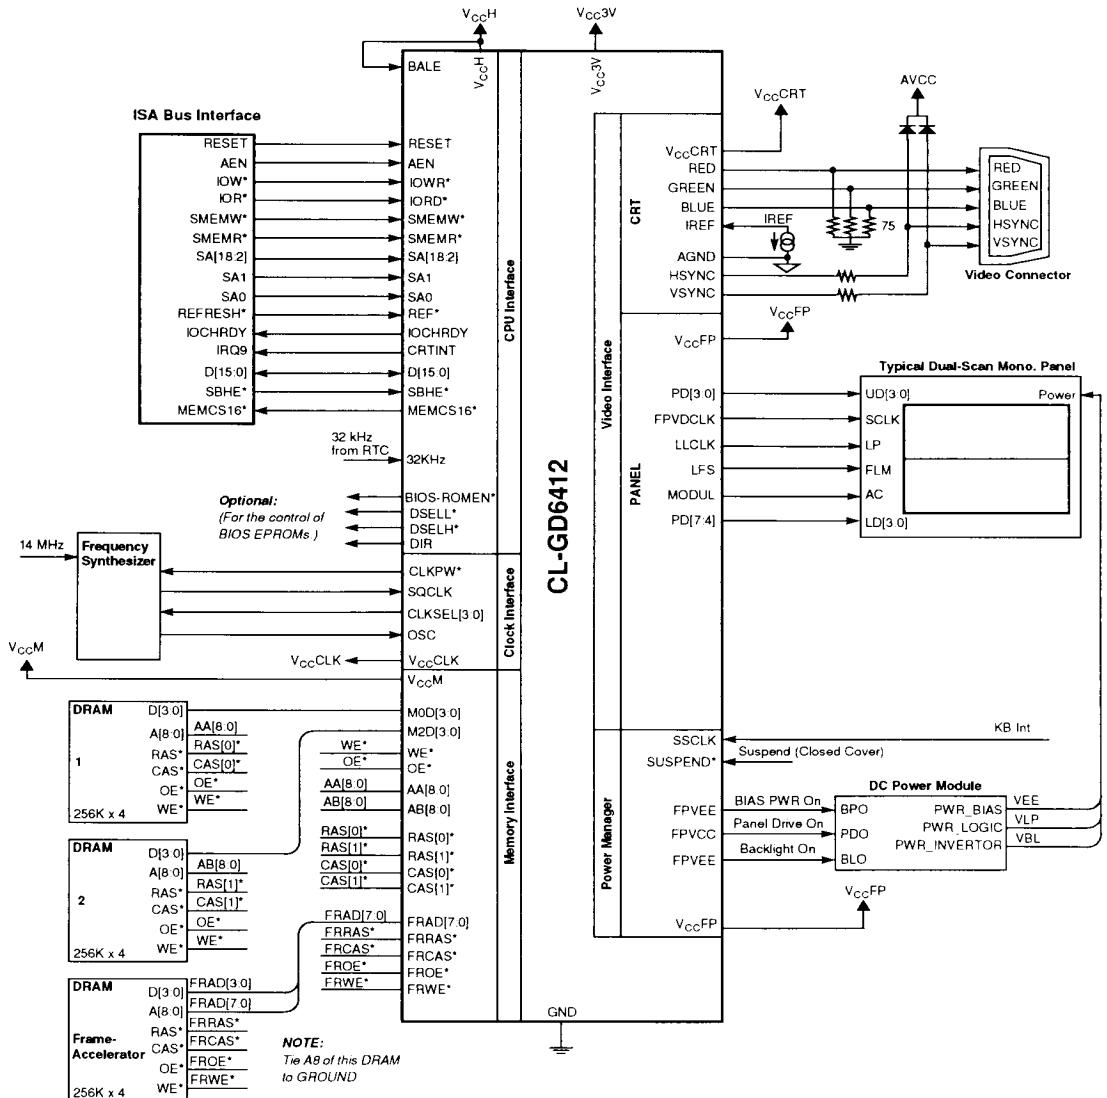 VCCH
VCC3V
BALE
VCCH
VCC3V
ISA Bus Interface
RESET
AEN
IOW*
IOR*
SMEMW*
SMEMR*
SA[18:2]
SA1
SA0
REFRESH*
IOCHRDY
IRQ9
D[15:0]
SBHE*
MEMCS16*
RESET
AEN
IOWR*
IORD*
SMEMW*
SMEMR*
SA[18:2]
SA1
SA0
REF*
IOCHRDY
CRTINT
D[15:0]
SBHE*
MEMCS16*
CPU Interface
32 kHz
from RTC
32KHz
Optional:
(For the control of
BIOS EPROMs.)
BIOS-ROMEN*
DSELL*
DSELH*
DIR
14 MHz
Frequency
Synthesizer
CLKPW*
SQCLK
CLKSEL[3:0]
OSC
VCCCLK
VCCCLK
Clock Interface
VCCM
VCCM
DRAM
1
256K x 4
D[3:0]
A[8:0]
RAS*
CAS*
OE*
WE*
AA[8:0]
RAS[0]*
CAS[0]*
OE*
WE*
DRAM
2
256K x 4
D[3:0]
A[8:0]
RAS*
CAS*
OE*
WE*
AB[8:0]
RAS[1]*
CAS[1]*
OE*
WE*
DRAM
Frame-
Accelerator
256K x 4
D[3:0]
A[8:0]
RAS*
CAS*
OE*
WE*
FRAD[3:0]
FRAD[7:0]
FRRAS*
FRCAS*
FROE*
FRWE*
NOTE:
Tie A8 of this DRAM
to GROUND
WE*
OE*
AA[8:0]
AB[8:0]
RAS[0]*
RAS[1]*
CAS[0]*
CAS[1]*
FRAD[7:0]
FRRAS*
FRCAS*
FROE*
FRWE*
M0D[3:0]
M2D[3:0]
WE*
OE*
AA[8:0]
AB[8:0]
RAS[0]*
RAS[1]*
CAS[0]*
CAS[1]*
FRAD[7:0]
FRRAS*
FRCAS*
FROE*
FRWE*
Memory Interface
CL-GD6412
GND
Video Interface
CRT
VCCCRT
VCCCRT
RED
GREEN
BLUE
IREF
AGND
HSYNC
VSYNC
IREF
75
AVCC
RED
GREEN
BLUE
HSYNC
VSYNC
Video Connector
PANEL
VCCFP
VCCFP
PD[3:0]
FPVDCLK
LLCLK
LFS
MODUL
PD[7:4]
Typical Dual-Scan Mono. Panel
UD[3:0]
Power
SCLK
LP
FLM
AC
LD[3:0]
Power Manager
SSCLK
SUSPEND*
KB Int
Suspend (Closed Cover)
FPVEE
FPVCC
FPVEE
BIAS PWR On
Panel Drive On
Backlight On
DC Power Module
BPO
PDO
BLO
PWR_BIAS
PWR_LOGIC
PWR_INVERTOR
VEE
VLP
VBL
VCCFP
VCCFP